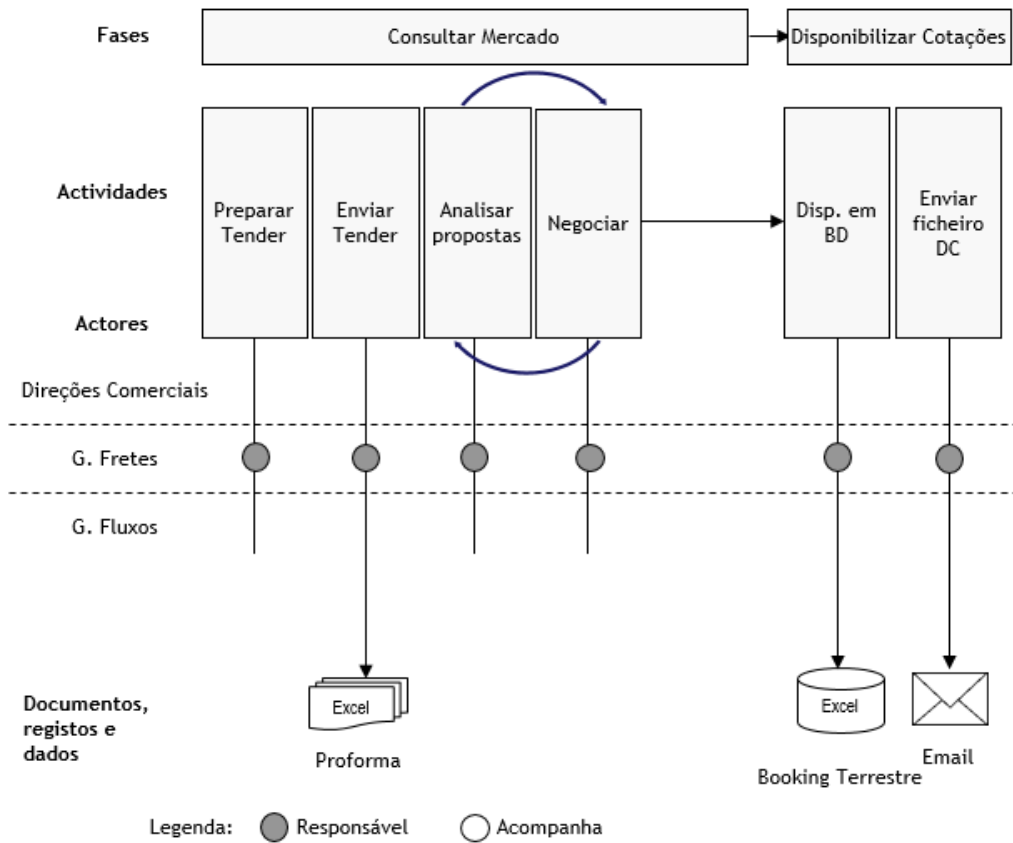 Fases
Consultar Mercado
Disponibilizar Cotações
Actividades
Preparar
Tender
Enviar
Tender
Analisar
propostas
Negociar
Disp. em
BD
Enviar
ficheiro
DC
Actores
Direções Comerciais
G. Fretes
G. Fluxos
Documentos,
registos e
dados
Excel
Proforma
Excel
Booking Terrestre
Email
Legenda:
Responsável
Acompanha